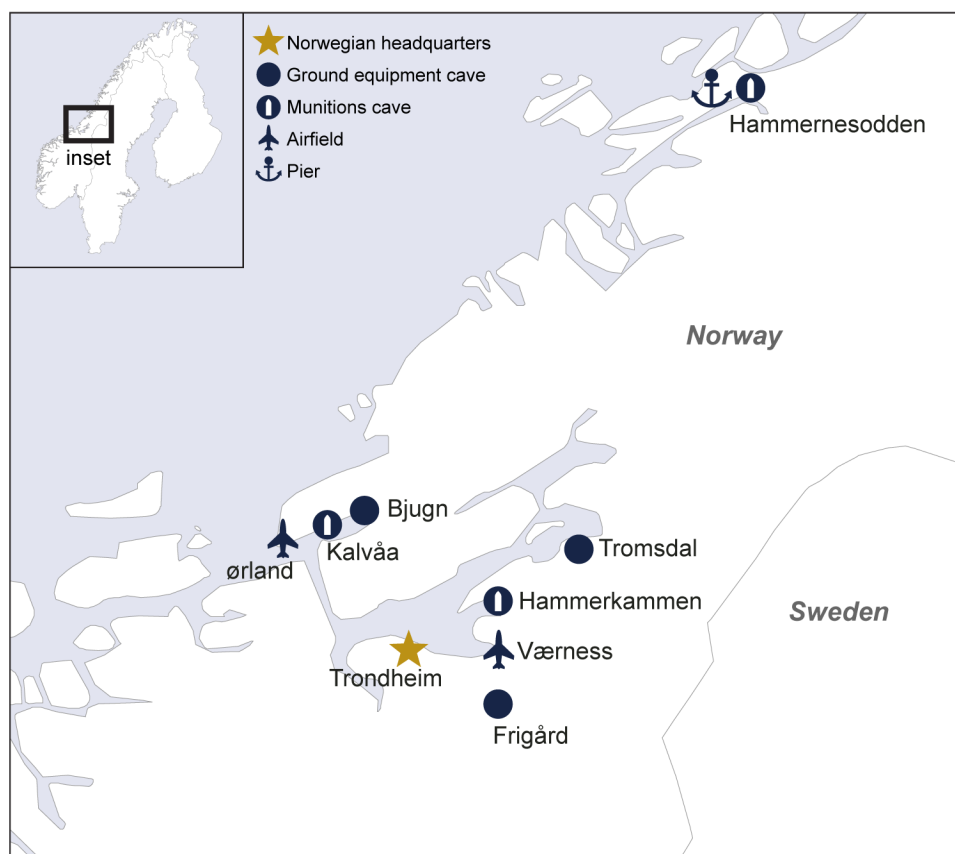 Norwegian headquarters
Ground equipment cave
Munitions cave
Airfield
Pier
inset
Hammernesodden
Norway
Bjugn
Kalvåa
ørland
Tromsdal
Hammerkammen
Sweden
Værness
Trondheim
Frigård